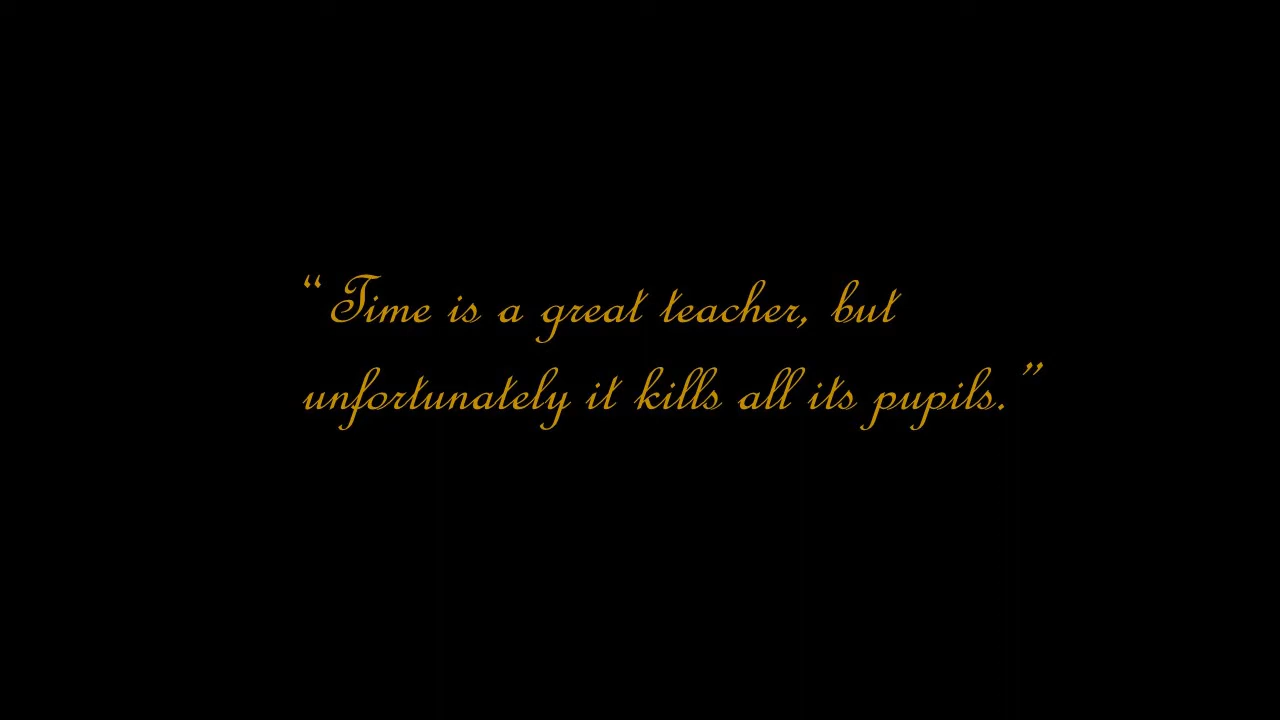 “Time is a great teacher, but
unfortunately it kills all its pupils.”